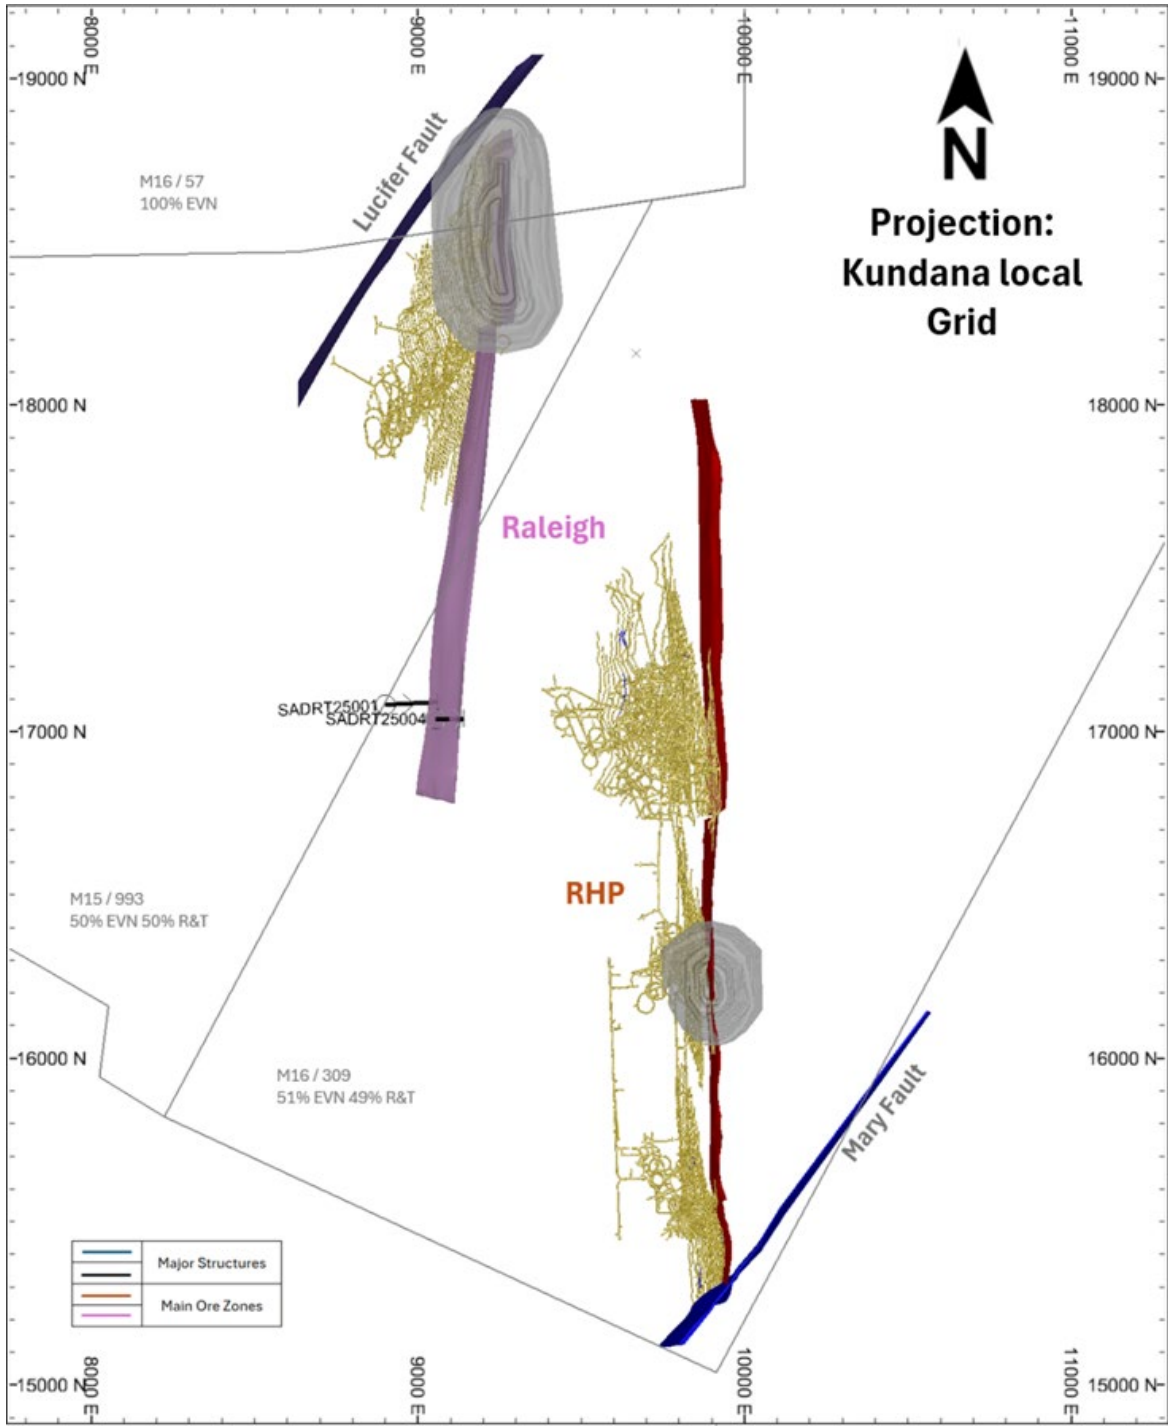 8000 E
9000 E
10000 E
11000 E
19000 N
19000 N
N
Projection:
Kundana local
Grid
Lucifer Fault
M16 / 57
100% EVN
18000 N
18000 N
Raleigh
SADRT25001
SADRT25004
17000 N
17000 N
RHP
M15 / 993
50% EVN 50% R&T
16000 N
16000 N
M16 / 309
51% EVN 49% R&T
Mary Fault
Major Structures
Main Ore Zones
15000 N
15000 N
8000 E
9000 E
10000 E
11000 E